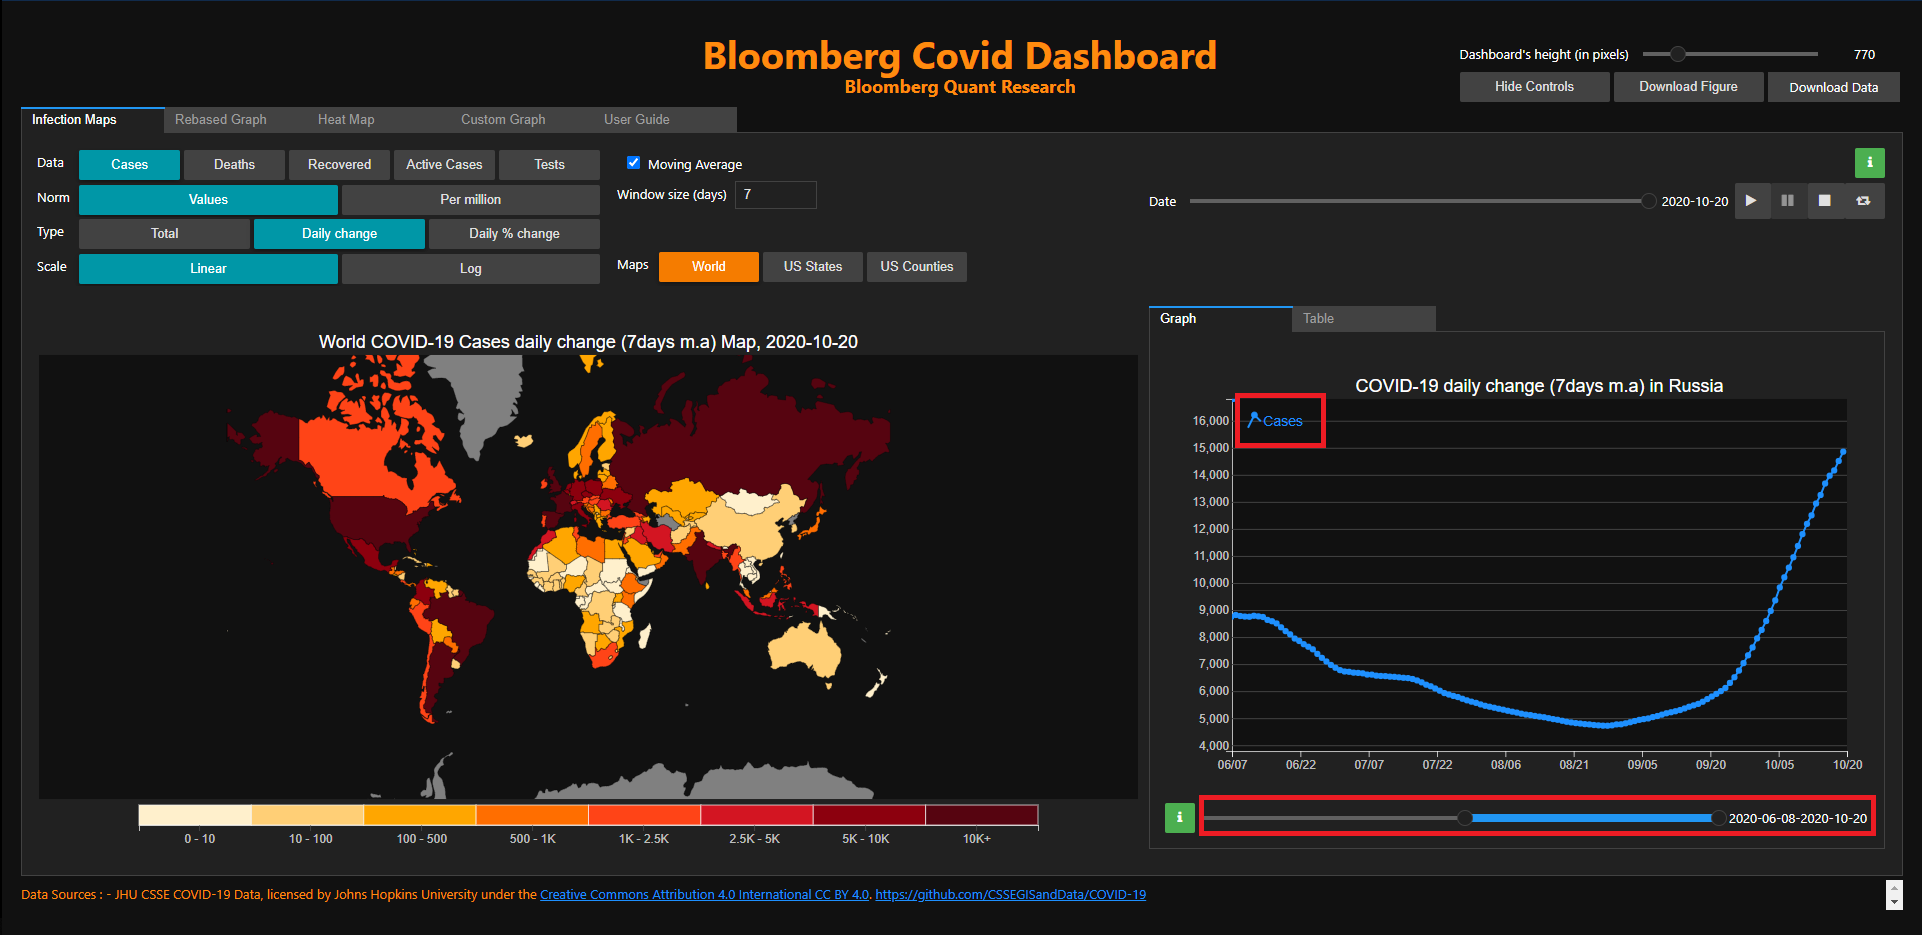 Bloomberg Covid Dashboard
Bloomberg Quant Research
Dashboard's height (in pixels) 770
Hide Controls Download Figure Download Data
Infection Maps Rebased Graph Heat Map Custom Graph User Guide
Data Cases Deaths Recovered Active Cases Tests
Moving Average
Norm Values Per million
Window size (days) 7
Date 2020-10-20
Type Total Daily change Daily % change
Scale Linear Log
Maps World US States US Counties
Graph Table
World COVID-19 Cases daily change (7days m.a) Map, 2020-10-20
0 - 10 10 - 100 100 - 500 500 - 1K 1K - 2.5K 2.5K - 5K 5K - 10K 10K+
COVID-19 daily change (7days m.a) in Russia
Cases
16,000
15,000
14,000
13,000
12,000
11,000
10,000
9,000
8,000
7,000
6,000
5,000
4,000
06/07 06/22 07/07 07/22 08/06 08/21 09/05 09/20 10/05 10/20
i 2020-06-08-2020-10-20
i
Data Sources : - JHU CSSE COVID-19 Data, licensed by Johns Hopkins University under the Creative Commons Attribution 4.0 International CC BY 4.0. https://github.com/CSSEGISandData/COVID-19